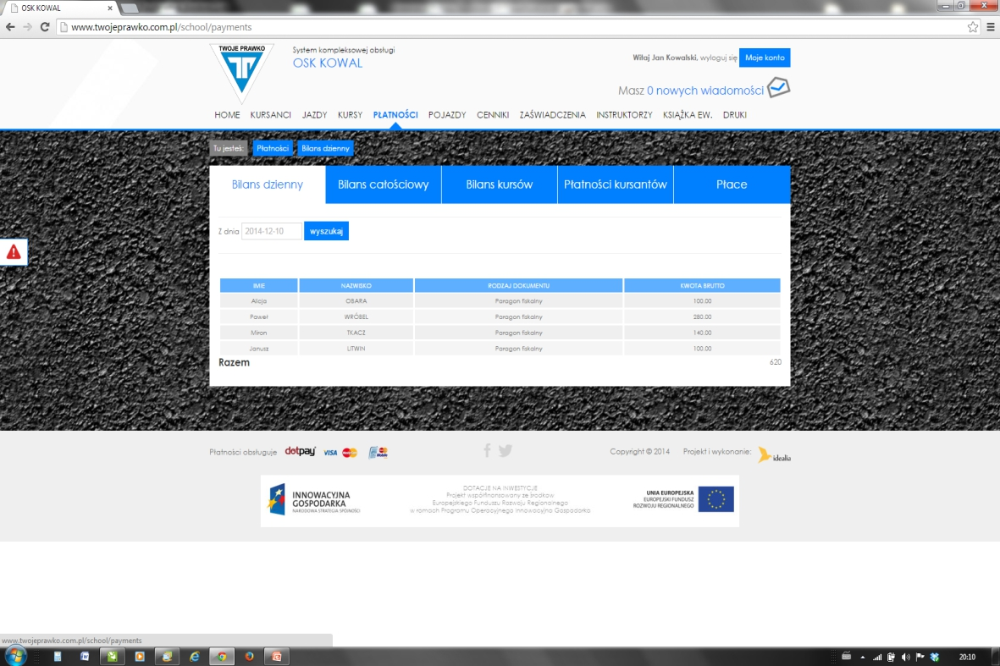 OSK KOWAL
www.twojeprawko.com.pl/school/payments
TWOJE PRAWKO
System kompleksowej obsługi
OSK KOWAL
Witaj Jan Kowalski, wyloguj się Moje konto
Masz 0 nowych wiadomości
HOME KURSANCI JAZDY KURSY PŁATNOŚCI POJAZDY CENNIKI ZAŚWIADCZENIA INSTRUKTORZY KSIĄŻKA EW. DRUKI
Tu jesteś: Płatności Bilans dzienny
Bilans dzienny Bilans całościowy Bilans kursów Płatności kursantów Płace
Z dnia 2014-12-10 wyszukaj
IMIE NAZWISKO RODZAJ DOKUMENTU KWOTA BRUTTO
Alicja OBARA Paragon fiskalny 100.00
Paweł WRÓBEL Paragon fiskalny 280.00
Miron TKACZ Paragon fiskalny 140.00
Janusz LITWIN Paragon fiskalny 100.00
Razem 620
Płatności obsługuje dotpay VISA Copyright © 2014 Projekt i wykonanie: idealia
INNOWACYJNA
GOSPODARKA
NARODOWA STRATEGIA SPÓJNOŚCI
DOTACJE NA INWESTYCJE
Projekt współfinansowany ze środkow
Europejskiego Funduszu Rozwoju Regionalnego
w ramach Programu Operacyjnego Innowacyjna Gospodarka
UNIA EUROPEJSKA
EUROPEJSKI FUNDUSZ
ROZWOJU REGIONALNEGO
www.twojeprawko.com.pl/school/payments
20:10